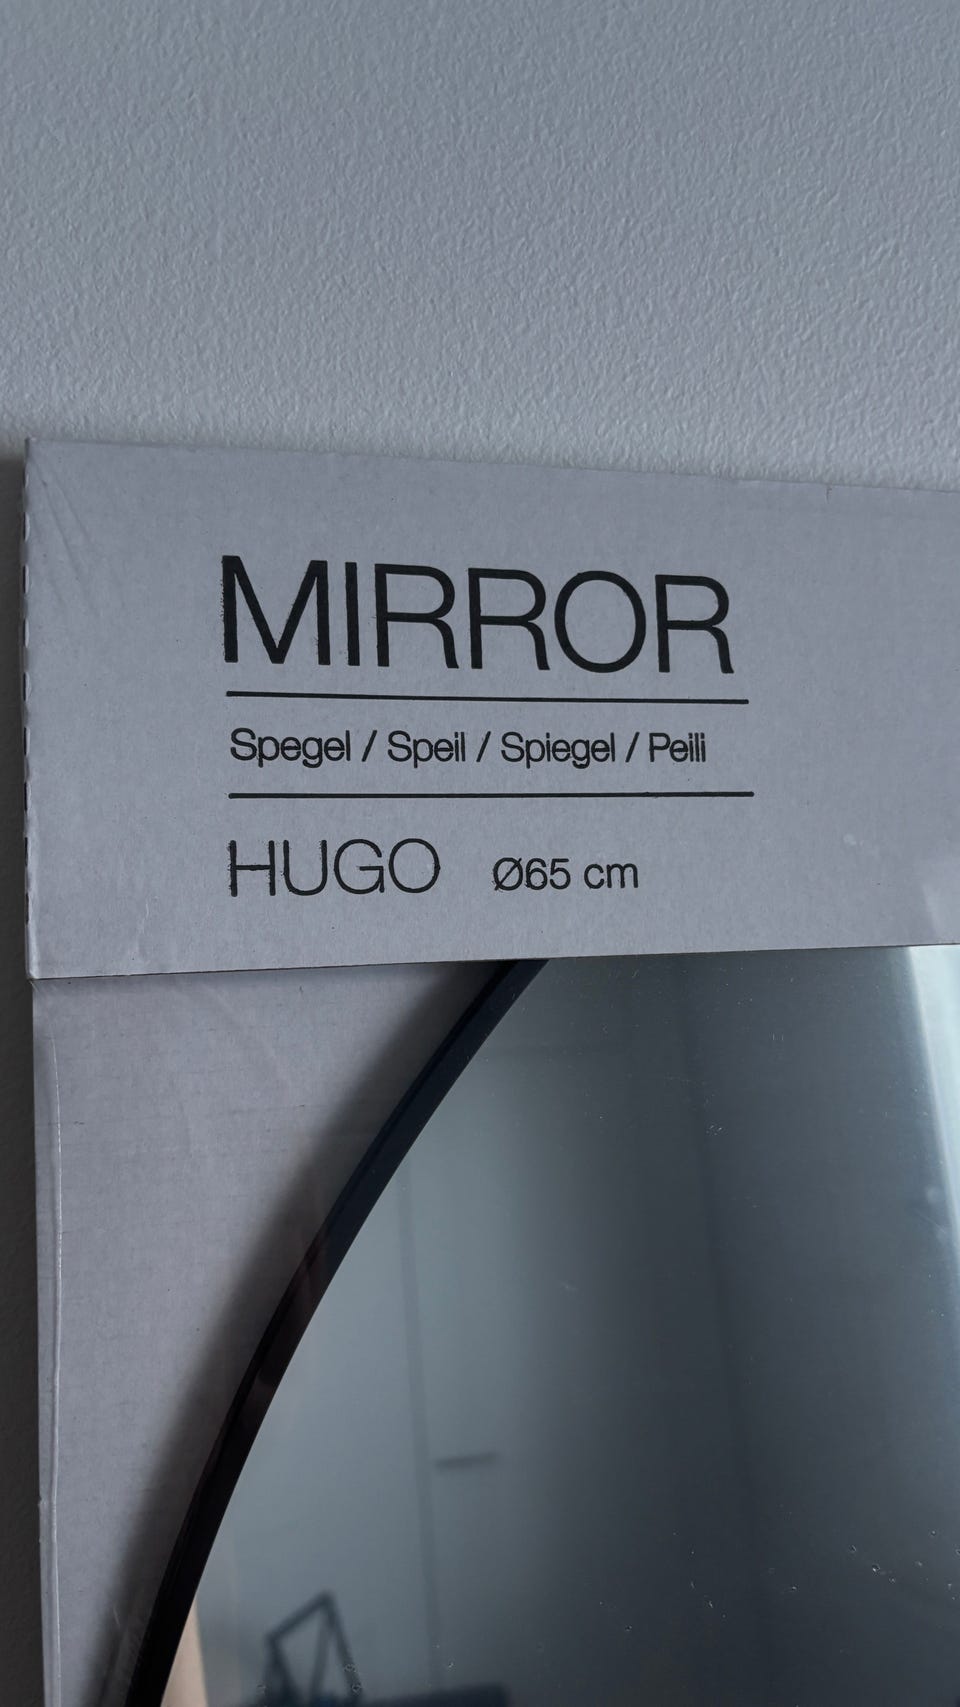 MIRROR
Spegel / Speil / Spiegel / Peili
HUGO Ø65 cm